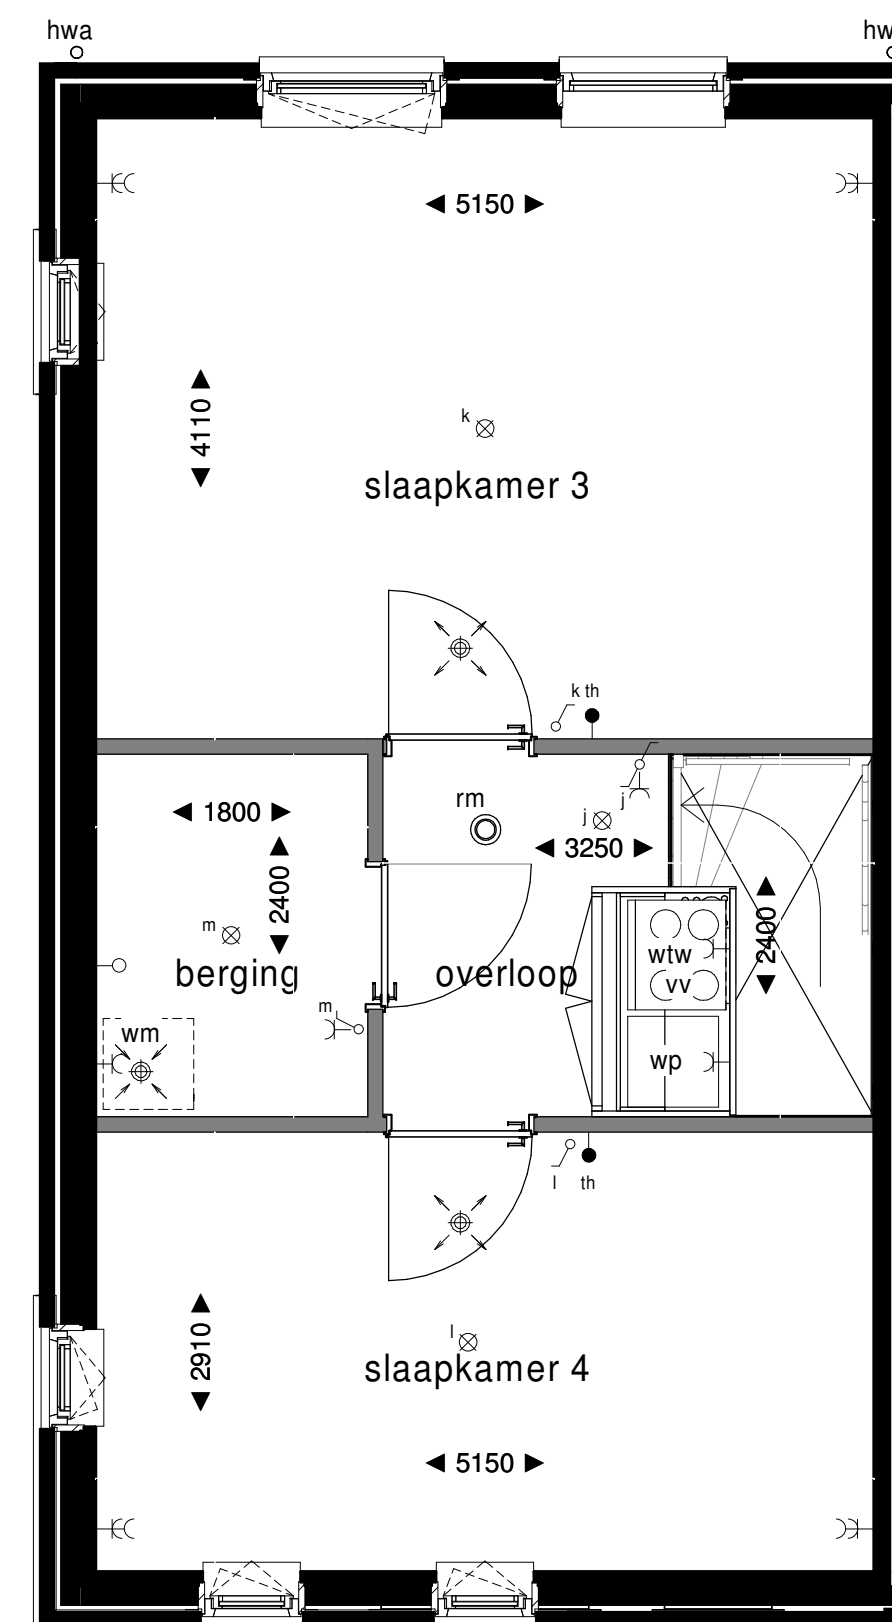 hwa
hw
5150
4110
k
slaapkamer 3
k th
rm
j
j
1800
3250
2400
2400
m
berging
overloop
wtw
vv
m
wm
wp
l th
2910
l
slaapkamer 4
5150